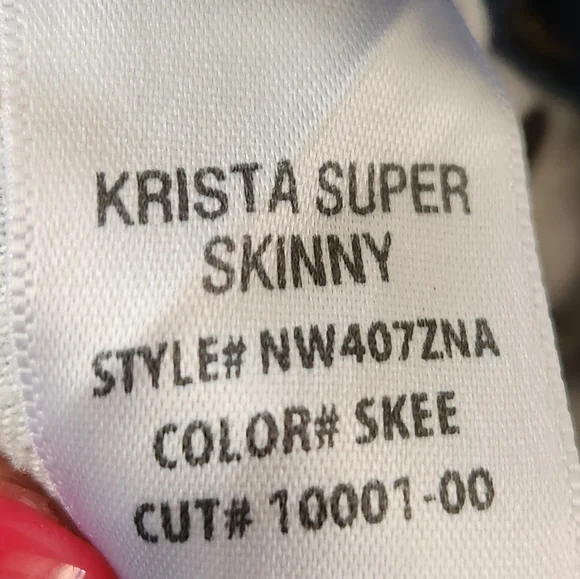 KRISTA SUPER
SKINNY
STYLE# NW407ZNA
COLOR# SKEE
CUT# 10001-00